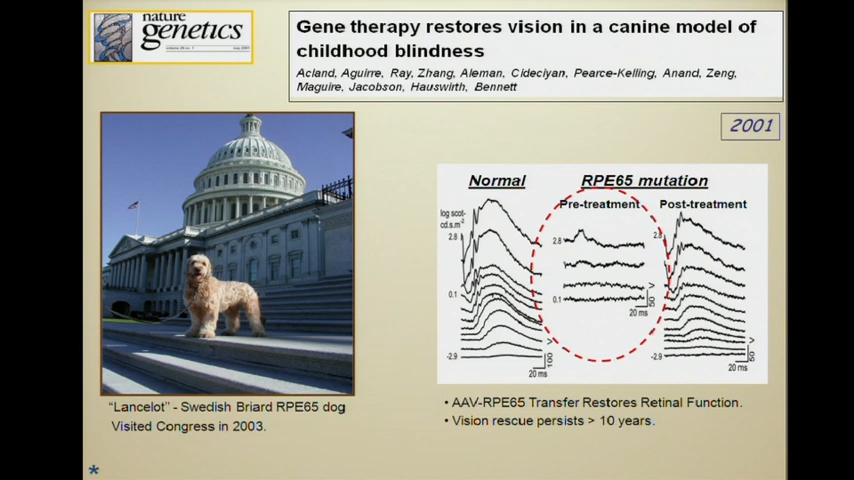 nature
genetics
Gene therapy restores vision in a canine model of
childhood blindness
Acland, Aguirre, Ray, Zhang, Aleman, Cideciyan, Pearce-Kelling, Anand, Zeng,
Maguire, Jacobson, Hauswirth, Bennett
2001
Normal
RPE65 mutation
Pre-treatment
Post-treatment
log scot-
cd.s.m-2
2.8
2.8
2.8
0.1
0.1
50
V
20 ms
-2.9
-2.9
100
V
20 ms
50
V
20 ms
"Lancelot" - Swedish Briard RPE65 dog
Visited Congress in 2003.
• AAV-RPE65 Transfer Restores Retinal Function.
• Vision rescue persists > 10 years.
*